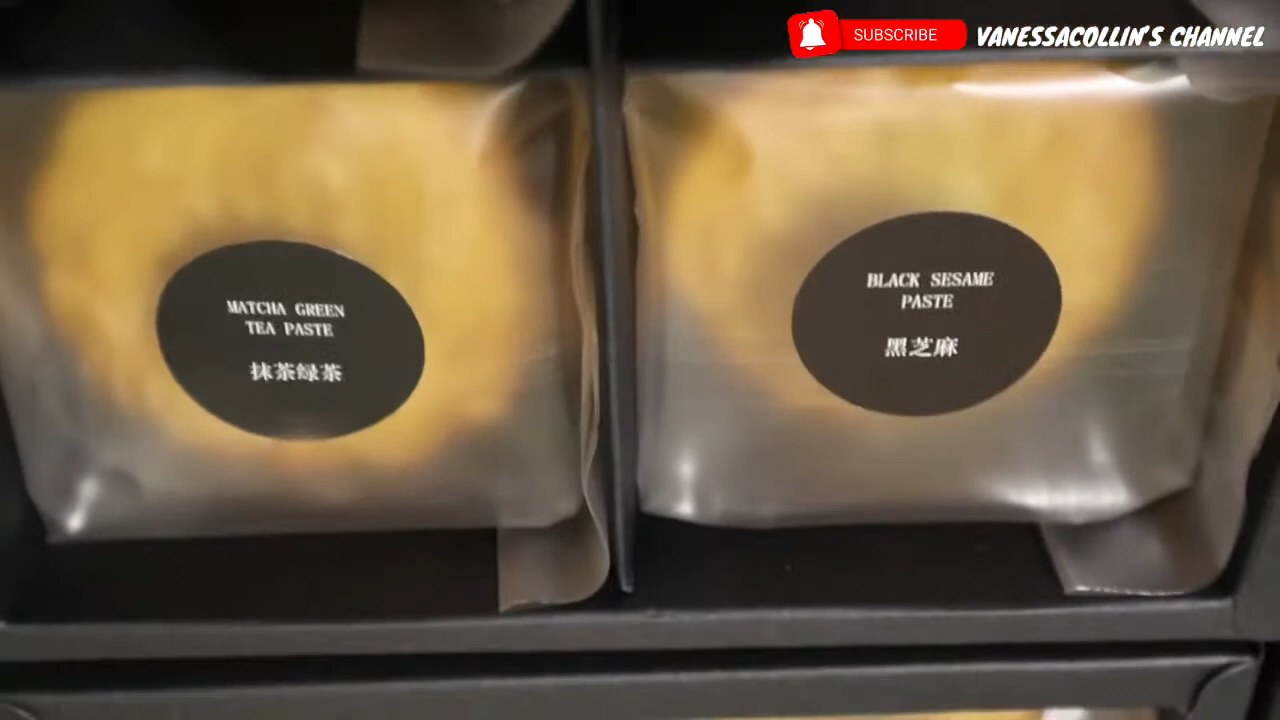 SUBSCRIBE
VANESSACOLLIN'S CHANNEL
MATCHA GREEN
TEA PASTE
抹茶绿茶
BLACK SESAME
PASTE
黑芝麻